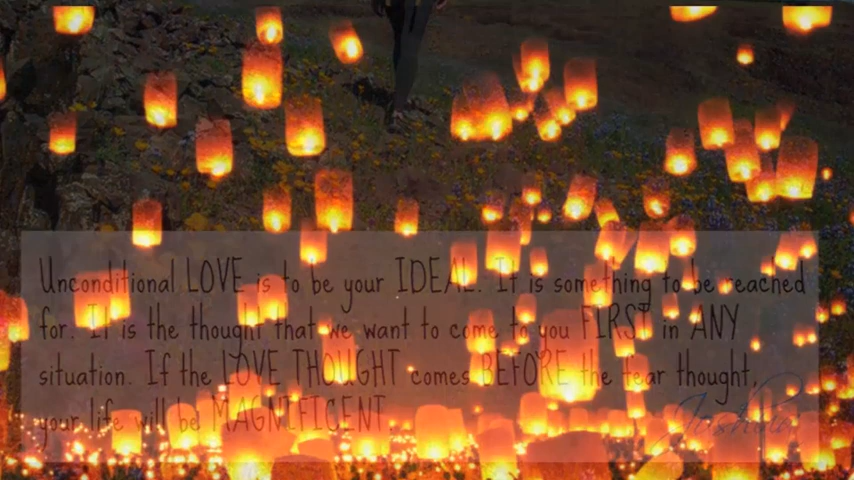 Unconditional LOVE is to be your IDEAL. It is something to be reached
for. It is the thought that we want to come to you FIRST in ANY
situation. If the LOVE THOUGHT comes BEFORE the fear thought,
your life will be MAGNIFICENT